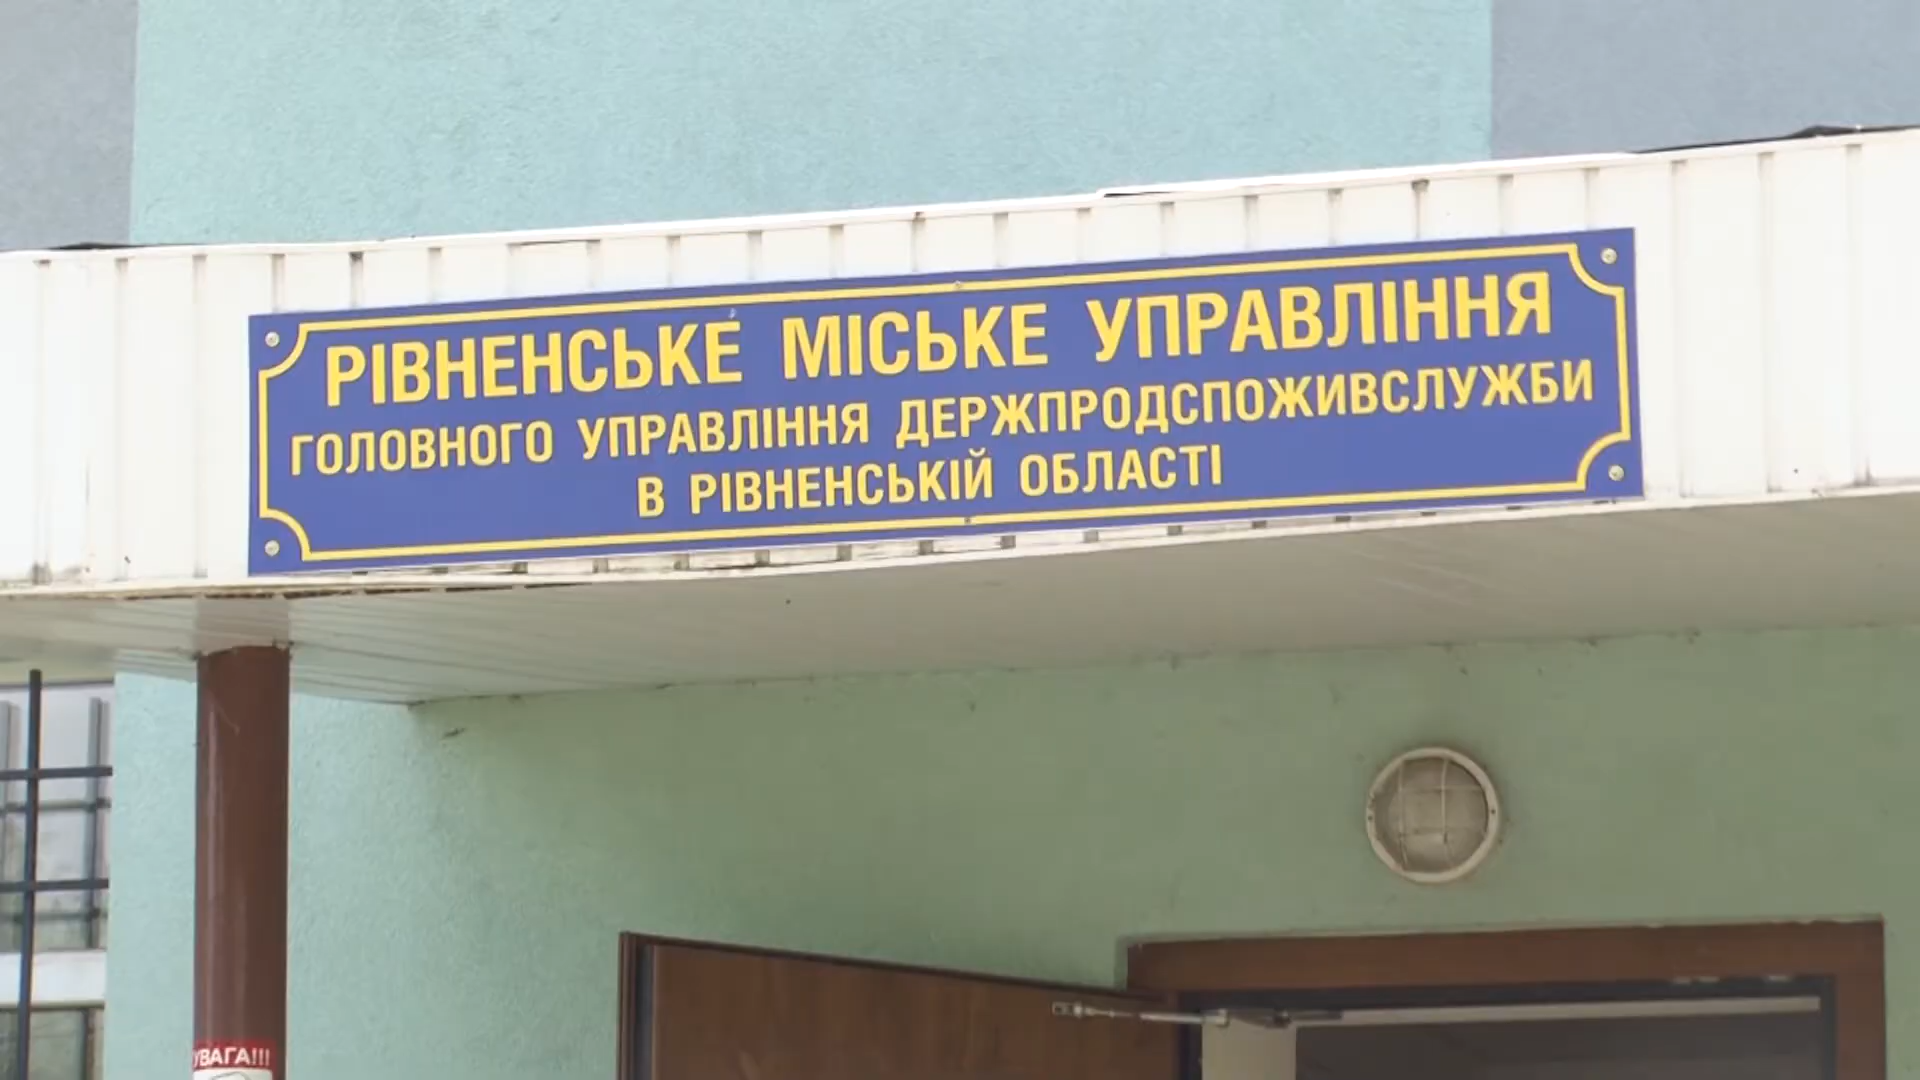 РІВНЕНСЬКЕ МІСЬКЕ УПРАВЛІННЯ
ГОЛОВНОГО УПРАВЛІННЯ ДЕРЖПРОДСПОЖИВСЛУЖБИ
В РІВНЕНСЬКІЙ ОБЛАСТІ
УВАГА!!!